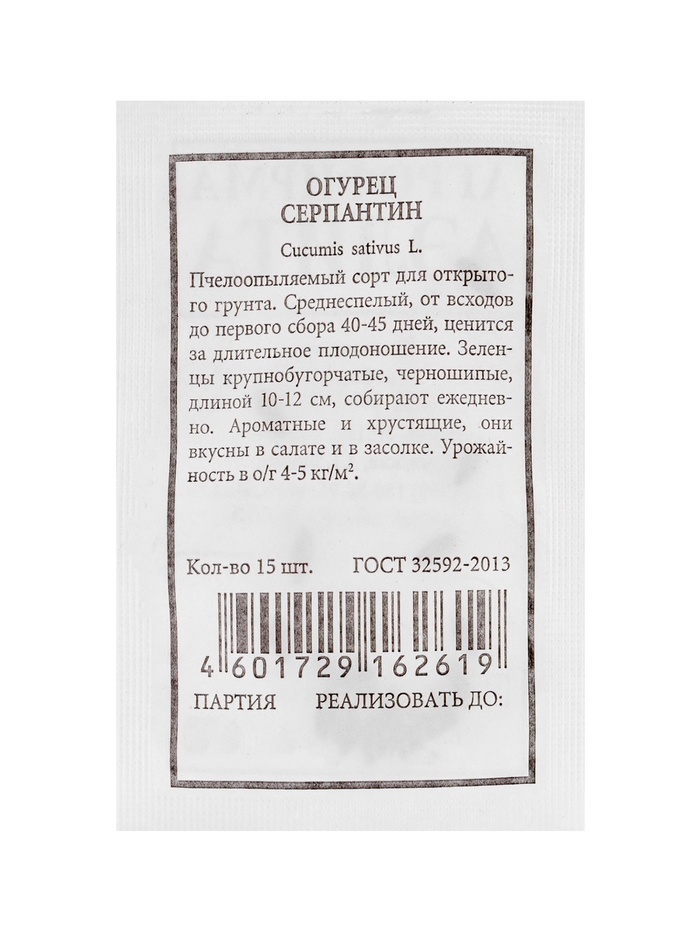 ОГУРЕЦ
СЕРПАНТИН
Cucumis sativus L.
Пчелоопыляемый сорт для открыто-
го грунта. Среднеспелый, от всходов
до первого сбора 40-45 дней, ценится
за длительное плодоношение. Зелен-
цы крупнобугорчатые, черношипые,
длиной 10-12 см, собирают ежеднев-
но. Ароматные и хрустящие, они
вкусны в салате и в засолке. Урожай-
ность в о/г 4-5 кг/м².
Кол-во 15 шт. ГОСТ 32592-2013
4 601729 162619
ПАРТИЯ РЕАЛИЗОВАТЬ ДО: